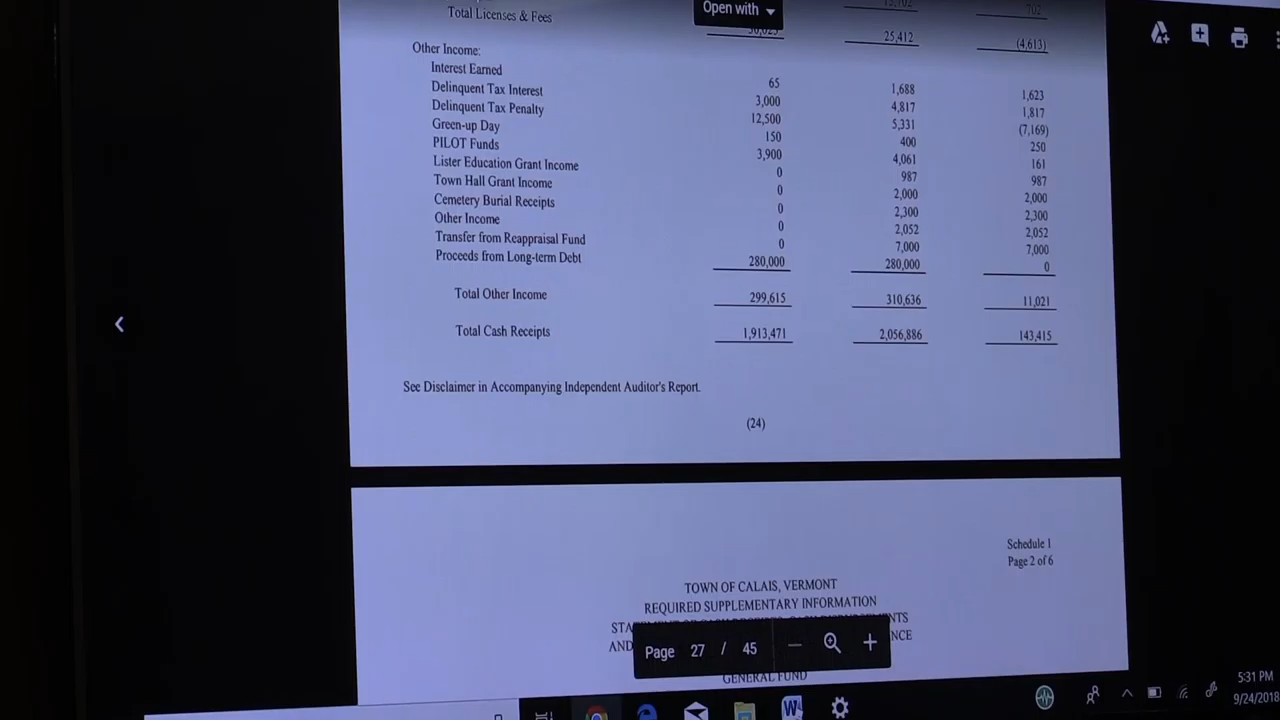 Open with
13,702 702
Total Licenses & Fees 30,025 25,412 (4,613)
Other Income:
Interest Earned 65 1,688 1,623
Delinquent Tax Interest 3,000 4,817 1,817
Delinquent Tax Penalty 12,500 5,331 (7,169)
Green-up Day 150 400 250
PILOT Funds 3,900 4,061 161
Lister Education Grant Income 0 987 987
Town Hall Grant Income 0 2,000 2,000
Cemetery Burial Receipts 0 2,300 2,300
Other Income 0 2,052 2,052
Transfer from Reappraisal Fund 0 7,000 7,000
Proceeds from Long-term Debt 280,000 280,000 0
Total Other Income 299,615 310,636 11,021
Total Cash Receipts 1,913,471 2,056,886 143,415
See Disclaimer in Accompanying Independent Auditor's Report.
(24)
Schedule 1
Page 2 of 6
TOWN OF CALAIS, VERMONT
REQUIRED SUPPLEMENTARY INFORMATION
AND
GENERAL FUND
Page 27 / 45
5:31 PM
9/24/2018